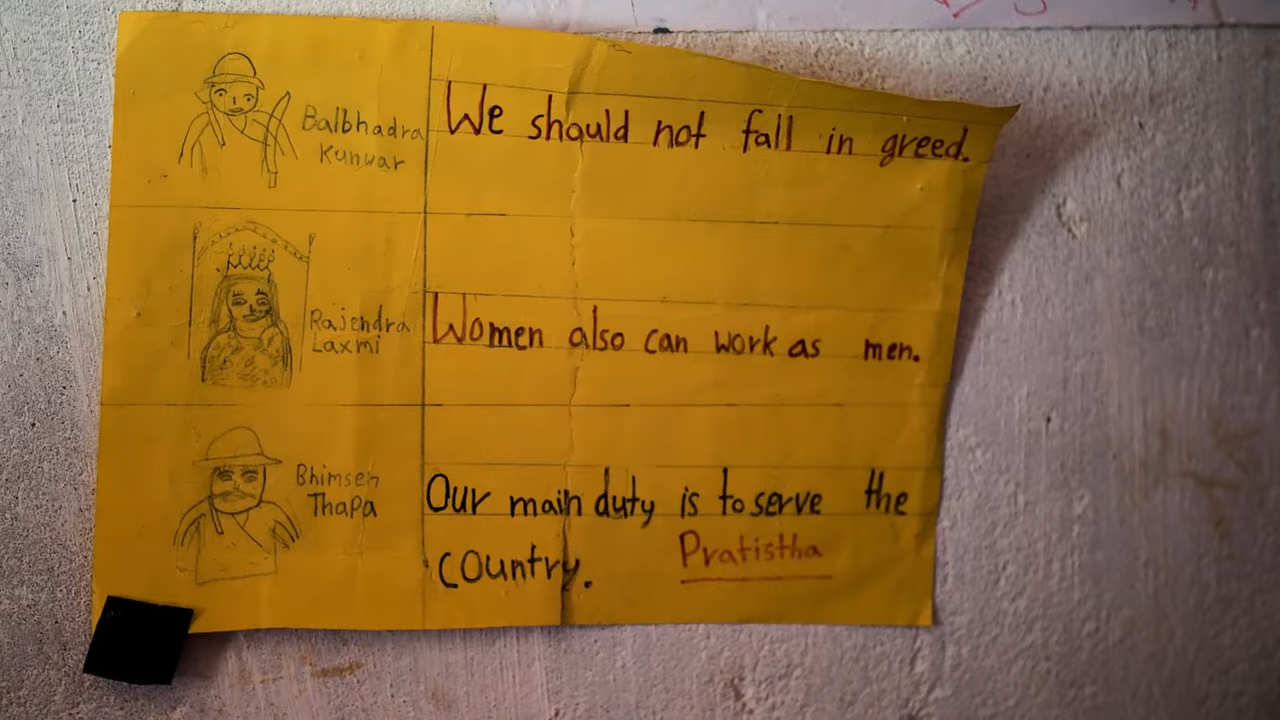 Balbhadra
Kunwar
We should not fall in greed.
Rajendra
Laxmi
Women also can work as men.
Bhimsen
Thapa
Our main duty is to serve the
country.
Pratistha